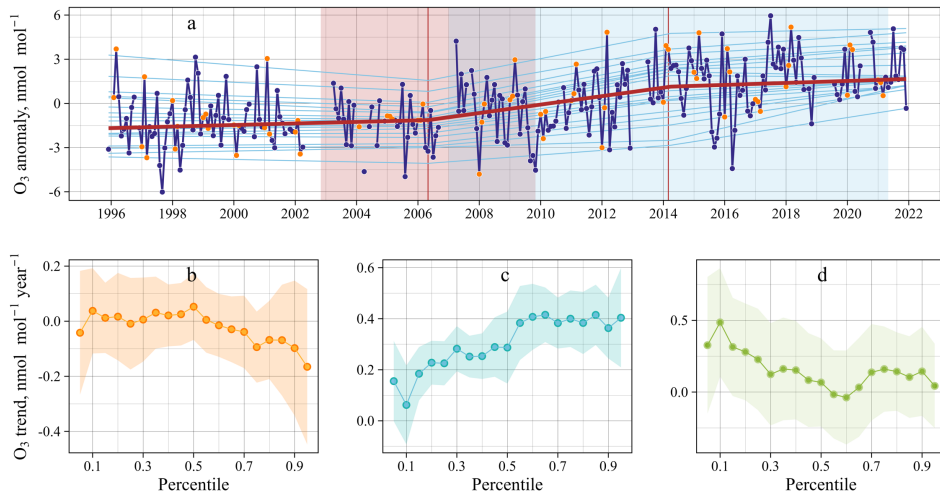 a
O₃ anomaly, nmol mol⁻¹
6
3
0
-3
-6
1996 1998 2000 2002 2004 2006 2008 2010 2012 2014 2016 2018 2020 2022
b
c
d
O₃ trend, nmol mol⁻¹ year⁻¹
0.2
0.0
-0.2
-0.4
0.1 0.3 0.5 0.7 0.9
Percentile
0.6
0.4
0.2
0.0
0.1 0.3 0.5 0.7 0.9
Percentile
0.5
0.0
0.1 0.3 0.5 0.7 0.9
Percentile